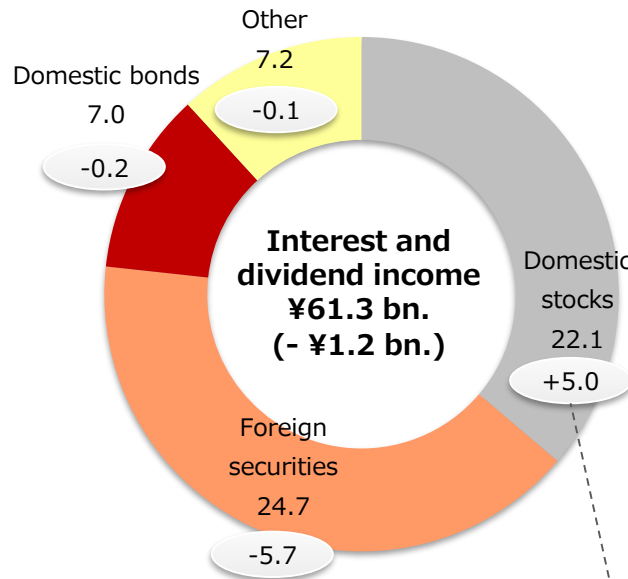 Other
7.2
-0.1
Domestic bonds
7.0
-0.2
Interest and
dividend income
¥61.3 bn.
(- ¥1.2 bn.)
Domestic
stocks
22.1
+5.0
Foreign
securities
24.7
-5.7